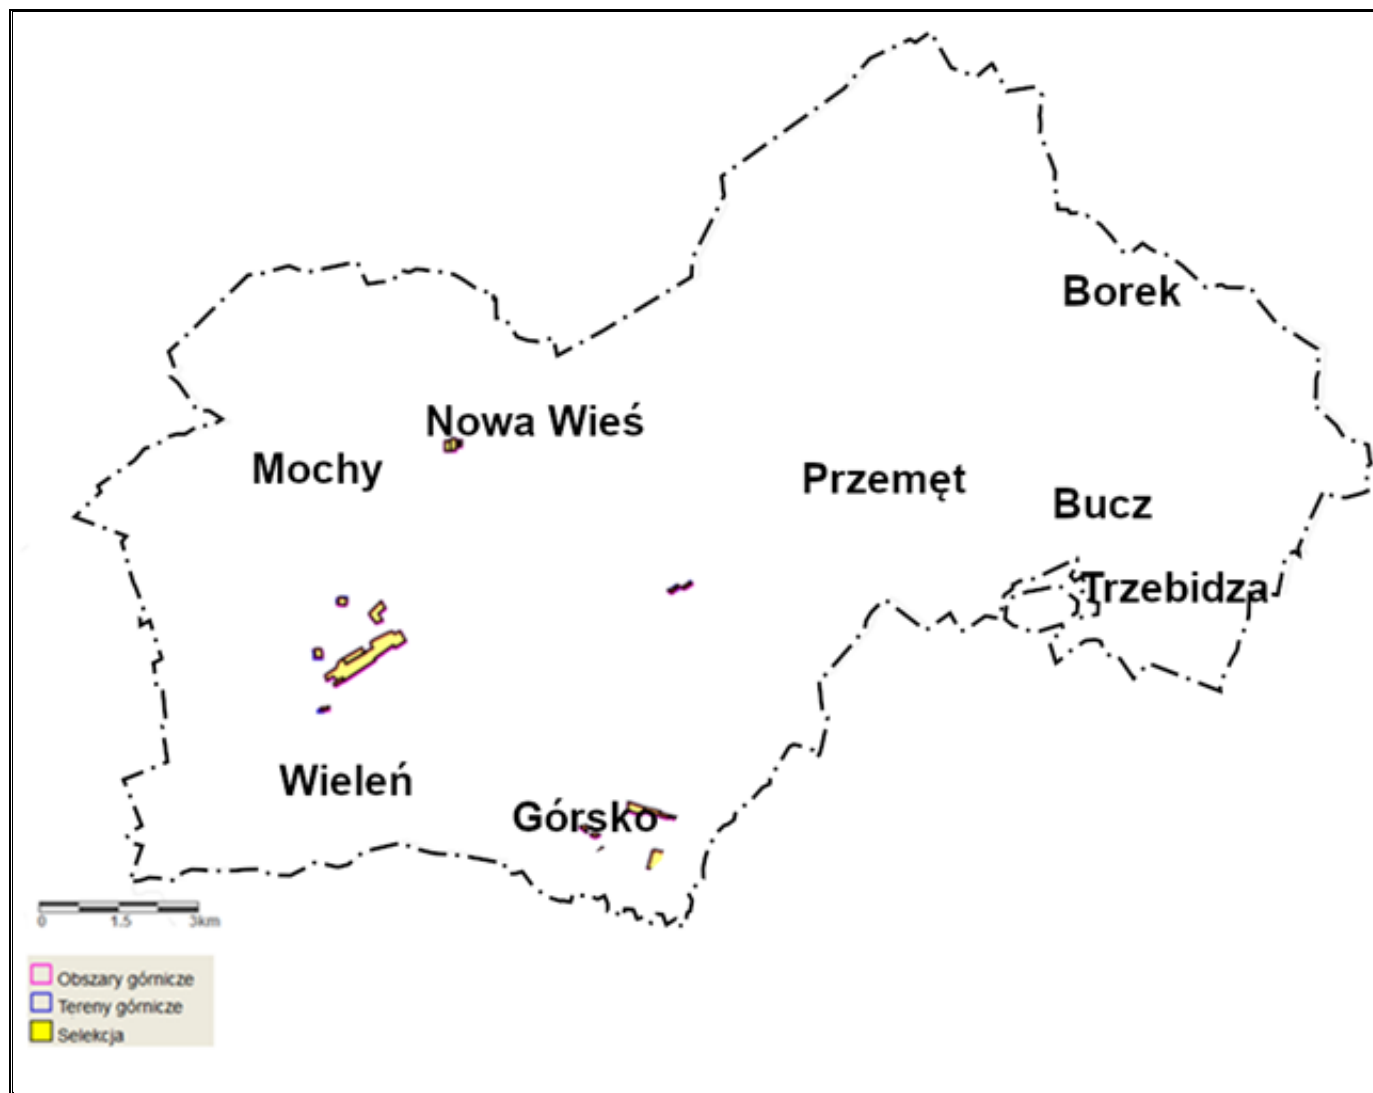 Borek
Nowa Wieś
Mochy
Przemęt
Bucz
Trzebidza
Wieleń
Górsko
0 1.5 3km
Obszary górnicze
Tereny górnicze
Selekcja